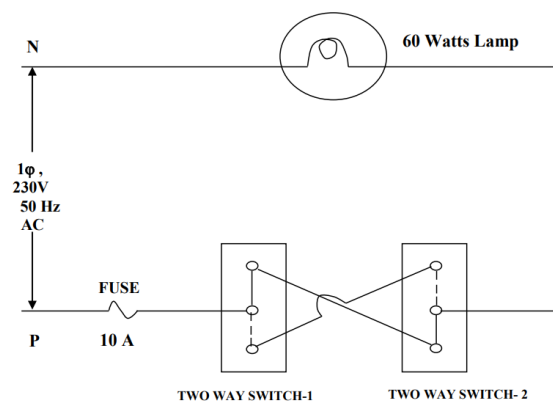 N
60 Watts Lamp
1φ ,
230V
50 Hz
AC
FUSE
P
10 A
TWO WAY SWITCH-1
TWO WAY SWITCH- 2